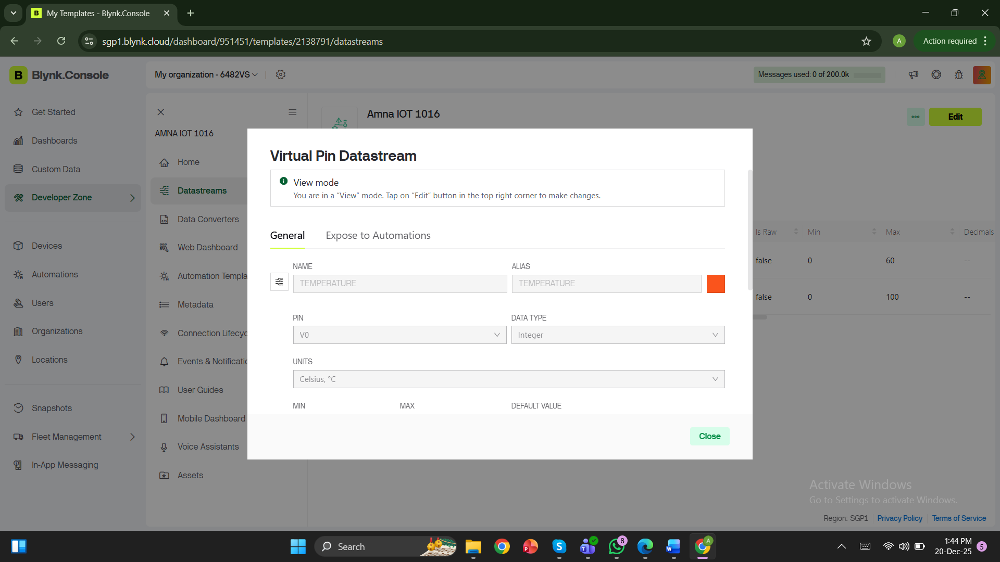 My Templates - Blynk.Console
sgp1.blynk.cloud/dashboard/951451/templates/2138791/datastreams
A
Action required
B Blynk.Console
My organization - 6482VS
Messages used: 0 of 200.0k
Get Started
Dashboards
Custom Data
Developer Zone
Devices
Automations
Users
Organizations
Locations
Snapshots
Fleet Management
In-App Messaging
AMNA IOT 1016
Home
Datastreams
Data Converters
Web Dashboard
Automation Templa
Metadata
Connection Lifecyc
Events & Notificatio
User Guides
Mobile Dashboard
Voice Assistants
Assets
Amna IOT 1016
Edit
Virtual Pin Datastream
View mode
You are in a “View” mode. Tap on “Edit” button in the top right corner to make changes.
General Expose to Automations
NAME ALIAS
TEMPERATURE TEMPERATURE
PIN DATA TYPE
V0 Integer
UNITS
Celsius, °C
MIN MAX DEFAULT VALUE
Close
Is Raw Min Max Decimals
false 0 60 --
false 0 100 --
Activate Windows
Go to Settings to activate Windows.
Region: SGP1 Privacy Policy Terms of Service
Search
8
A
1:44 PM
20-Dec-25
5